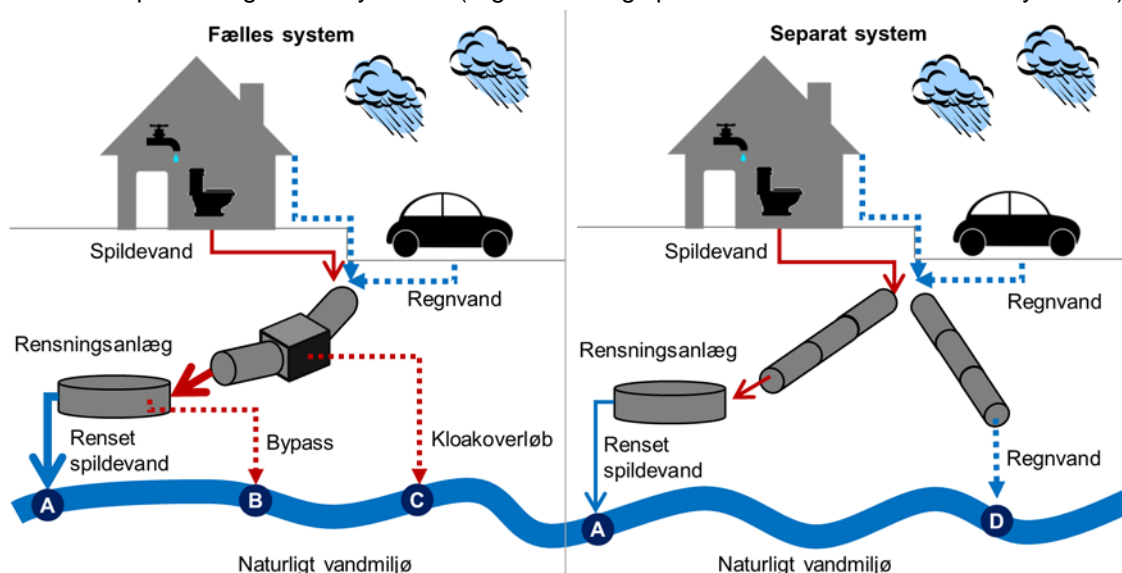 Fælles system
Spildevand
Regnvand
Rensningsanlæg
Renset
spildevand
Bypass
Kloakoverløb
A
B
C
Naturligt vandmiljø
Separat system
Spildevand
Regnvand
Rensningsanlæg
Renset
spildevand
Regnvand
A
D
Naturligt vandmiljø